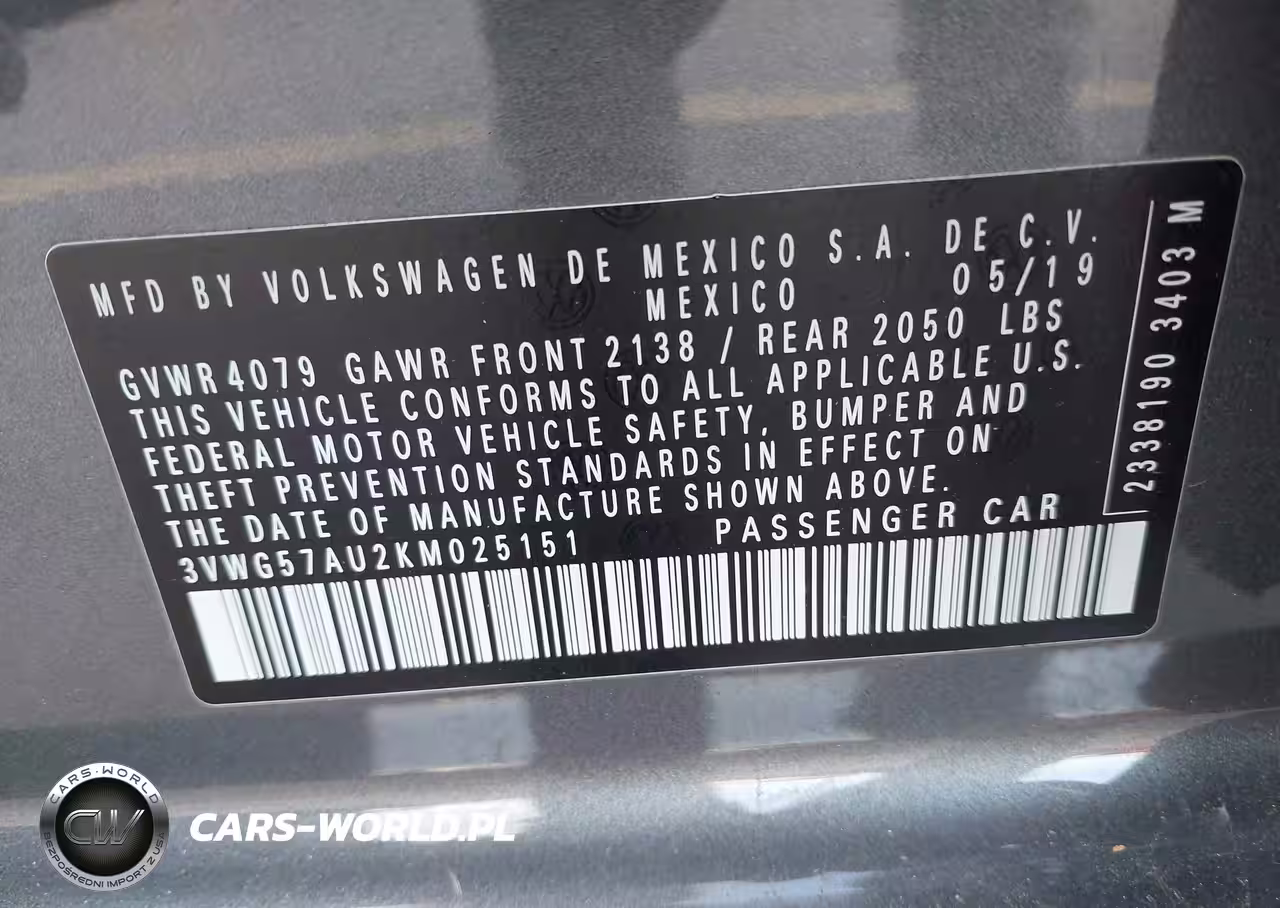 MFD BY VOLKSWAGEN DE MEXICO S.A. DE C.V.
MEXICO 05/19
GVWR 4079 GAWR FRONT 2138 / REAR 2050 LBS
THIS VEHICLE CONFORMS TO ALL APPLICABLE U.S.
FEDERAL MOTOR VEHICLE SAFETY, BUMPER AND
THEFT PREVENTION STANDARDS IN EFFECT ON
THE DATE OF MANUFACTURE SHOWN ABOVE.
3VWG57AU2KM025151 PASSENGER CAR
2338190 3403 M
CARS-WORLD
CW
BEZPOŚREDNI IMPORT Z USA
CARS-WORLD.PL